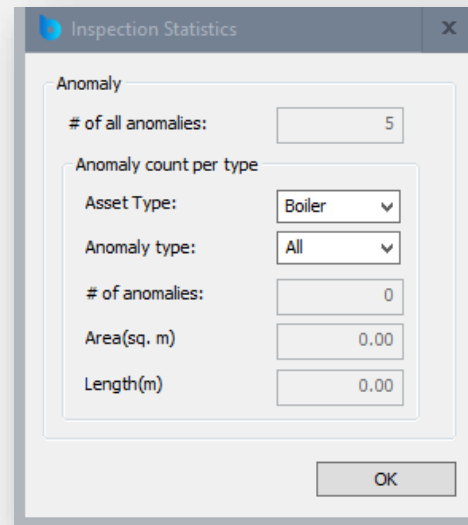 Inspection Statistics
Anomaly
# of all anomalies: 5
Anomaly count per type
Asset Type: Boiler
Anomaly type: All
# of anomalies: 0
Area(sq. m) 0.00
Length(m) 0.00
OK